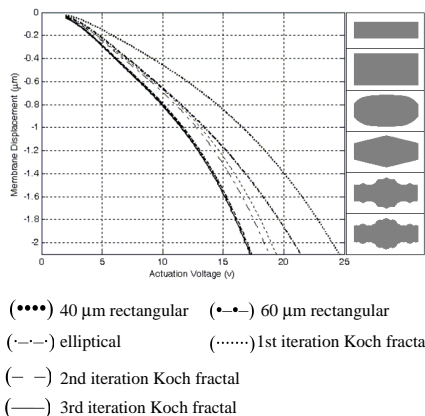 0
-0.2
-0.4
-0.6
-0.8
-1
-1.2
-1.4
-1.6
-1.8
-2
Membrane Displacement (μm)
0 5 10 15 20 25
Actuation Voltage (v)
(••••) 40 μm rectangular (•–•–) 60 μm rectangular
(·–·–·) elliptical (·······) 1st iteration Koch fracta
(– –) 2nd iteration Koch fractal
(——) 3rd iteration Koch fractal